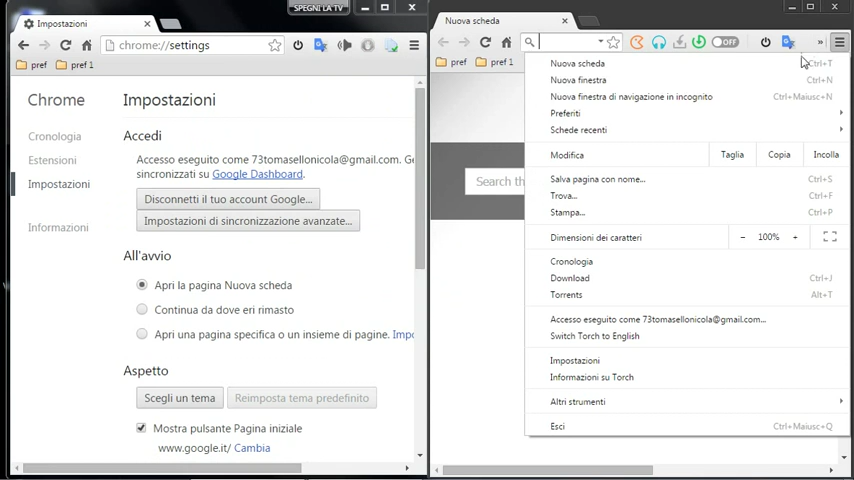 SPEGNI LA TV
Impostazioni
chrome://settings
pref
pref 1
Chrome
Impostazioni
Cronologia
Estensioni
Impostazioni
Informazioni
Accedi
Accesso eseguito come 73tomasellonicola@gmail.com. Ge
sincronizzati su Google Dashboard.
Disconnetti il tuo account Google...
Impostazioni di sincronizzazione avanzate...
All'avvio
Apri la pagina Nuova scheda
Continua da dove eri rimasto
Apri una pagina specifica o un insieme di pagine. Impo
Aspetto
Scegli un tema
Reimposta tema predefinito
Mostra pulsante Pagina iniziale
www.google.it/ Cambia
Nuova scheda
OFF
»
pref
pref 1
Search th
Nuova scheda Ctrl+T
Nuova finestra Ctrl+N
Nuova finestra di navigazione in incognito Ctrl+Maiusc+N
Preferiti
Schede recenti
Modifica Taglia Copia Incolla
Salva pagina con nome... Ctrl+S
Trova... Ctrl+F
Stampa... Ctrl+P
Dimensioni dei caratteri − 100% +
Cronologia
Download Ctrl+J
Torrents Alt+T
Accesso eseguito come 73tomasellonicola@gmail.com...
Switch Torch to English
Impostazioni
Informazioni su Torch
Altri strumenti
Esci Ctrl+Maiusc+Q